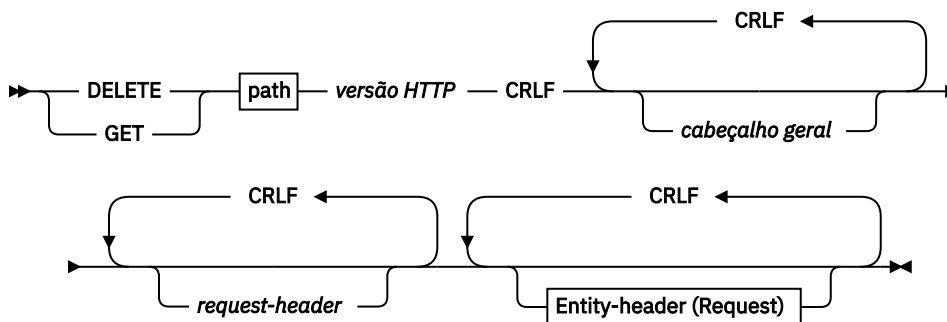 CRLF
DELETE path versão HTTP CRLF
GET cabeçalho geral
CRLF CRLF
request-header Entity-header (Request)